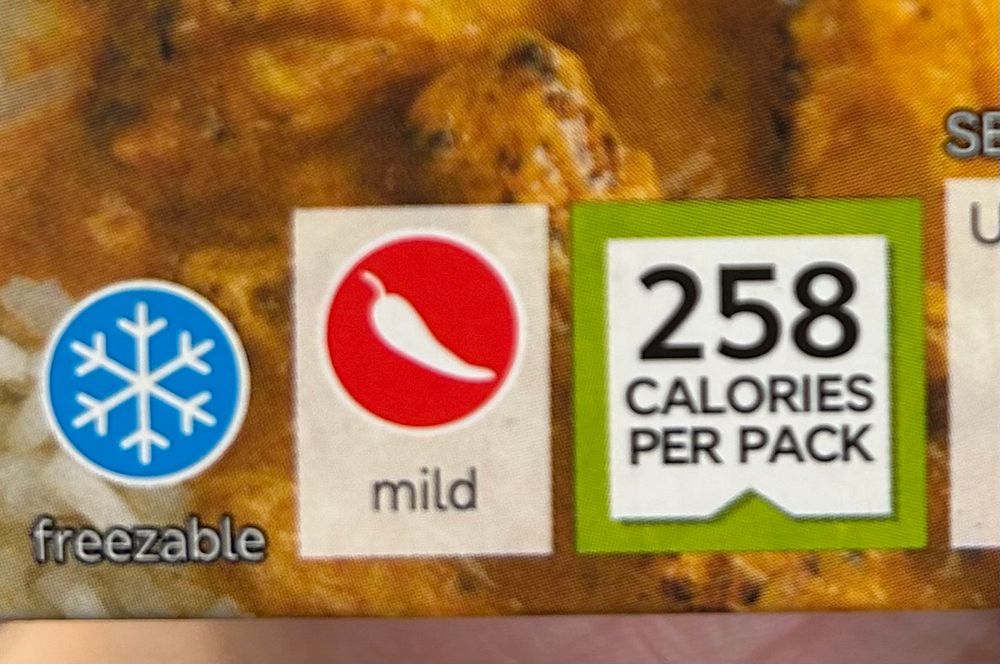 freezable
mild
258
CALORIES
PER PACK